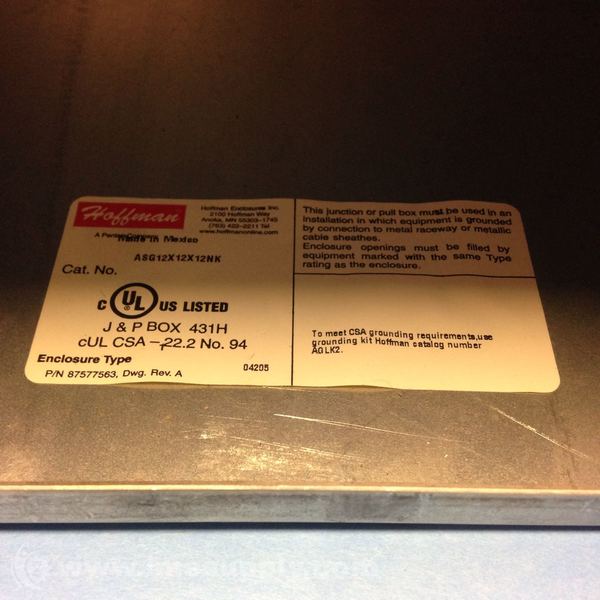 Hoffman
A Pentair Company
Made in Mexico
Hoffman Enclosures Inc.
2100 Hoffman Way
Anoka, MN 55303-1745
(763) 422-2211 Tel
www.hoffmanonline.com
ASG12X12X12NK
Cat. No.
C UL US LISTED
J & P BOX 431H
cUL CSA -22.2 No. 94
Enclosure Type
P/N 87577563, Dwg. Rev. A
04205
This junction or pull box must be used in an
installation in which equipment is grounded
by connection to metal raceway or metallic
cable sheathes.
Enclosure openings must be filled by
equipment marked with the same Type
rating as the enclosure.
To meet CSA grounding requirements,use
grounding kit Hoffman catalog number
AGLK2.